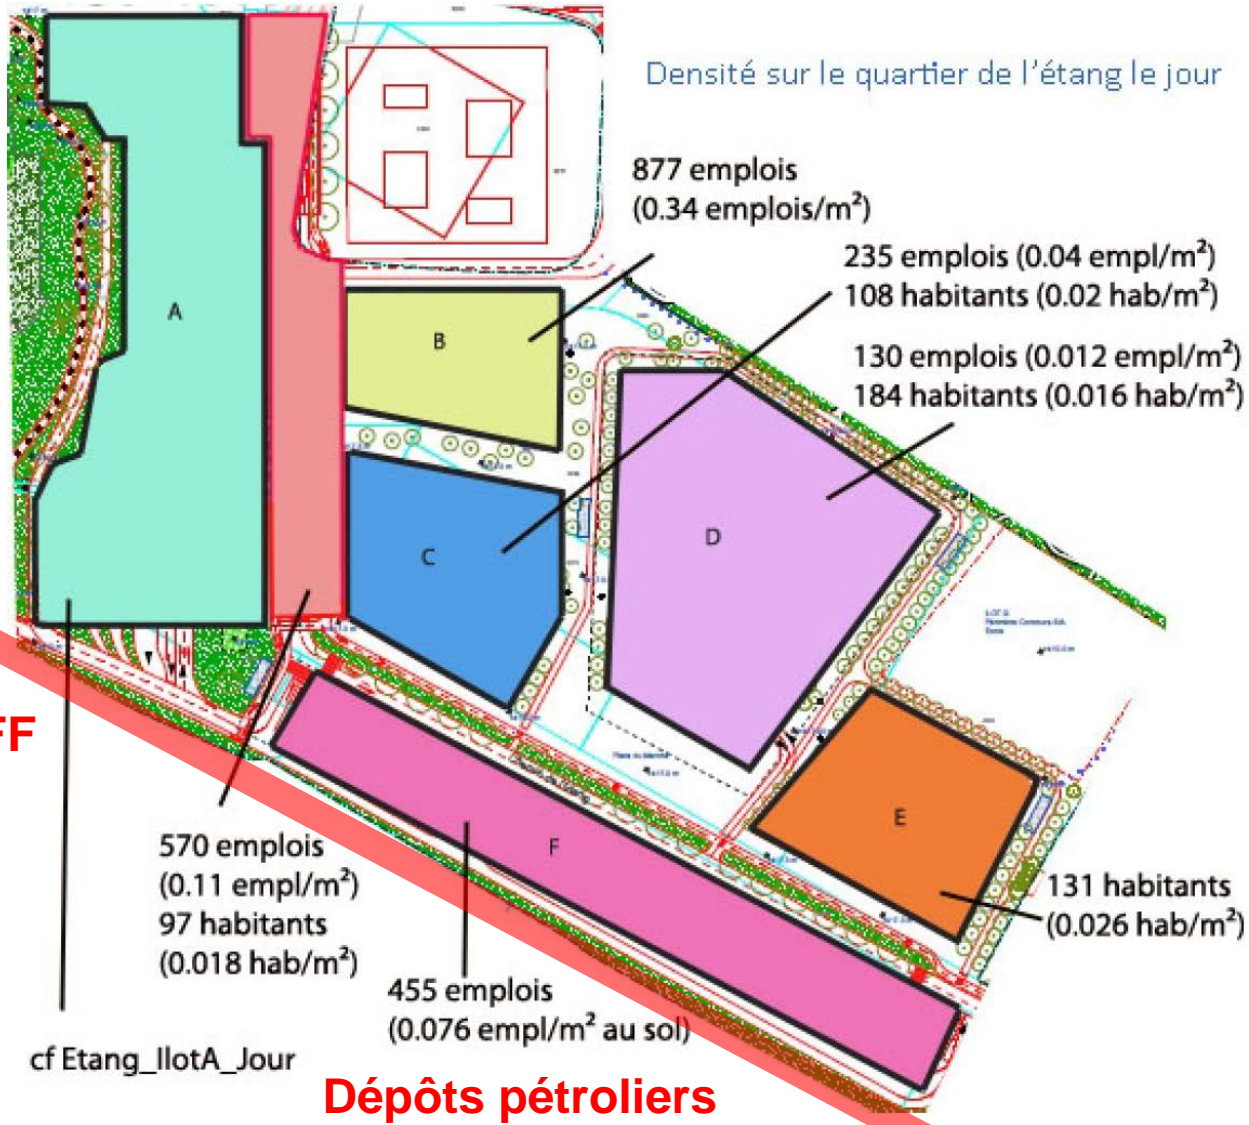 Densité sur le quartier de l'étang le jour
877 emplois
(0.34 emplois/m²)
235 emplois (0.04 empl/m²)
108 habitants (0.02 hab/m²)
130 emplois (0.012 empl/m²)
184 habitants (0.016 hab/m²)
A
B
C
D
E
F
FF
570 emplois
(0.11 empl/m²)
97 habitants
(0.018 hab/m²)
131 habitants
(0.026 hab/m²)
455 emplois
(0.076 empl/m² au sol)
cf Etang_IlotA_Jour
Dépôts pétroliers